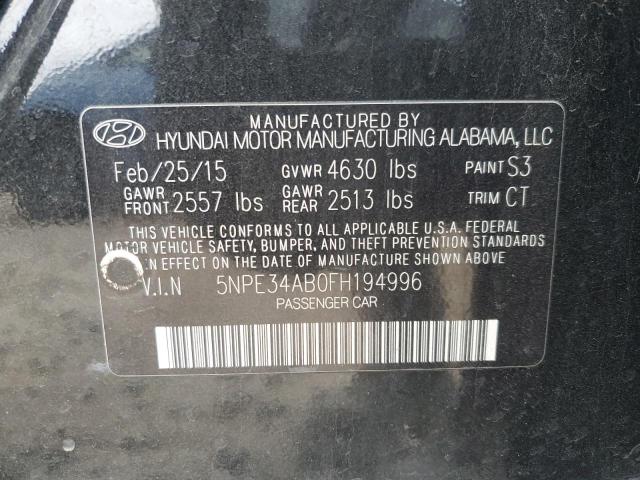 MANUFACTURED BY
HYUNDAI MOTOR MANUFACTURING ALABAMA, LLC
Feb/25/15 GVWR 4630 lbs PAINT S3
GAWR FRONT 2557 lbs GAWR REAR 2513 lbs TRIM CT
THIS VEHICLE CONFORMS TO ALL APPLICABLE U.S.A. FEDERAL
MOTOR VEHICLE SAFETY, BUMPER, AND THEFT PREVENTION STANDARDS
IN EFFECT ON THE DATE OF MANUFACTURE SHOWN ABOVE
V.I.N 5NPE34AB0FH194996
PASSENGER CAR